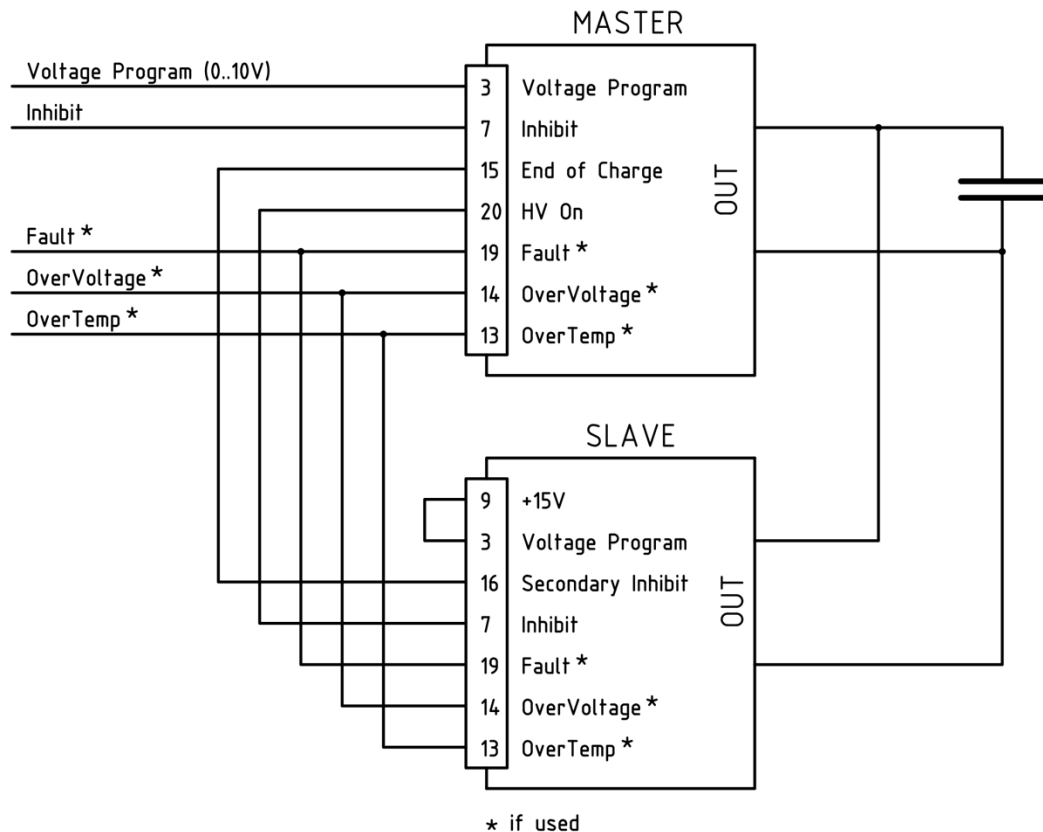 MASTER
Voltage Program (0..10V)
3 Voltage Program
Inhibit
7 Inhibit
15 End of Charge
OUT
20 HV On
Fault*
19 Fault*
OverVoltage*
14 OverVoltage*
OverTemp*
13 OverTemp*
SLAVE
9 +15V
3 Voltage Program
16 Secondary Inhibit
OUT
7 Inhibit
19 Fault*
14 OverVoltage*
13 OverTemp*
* if used